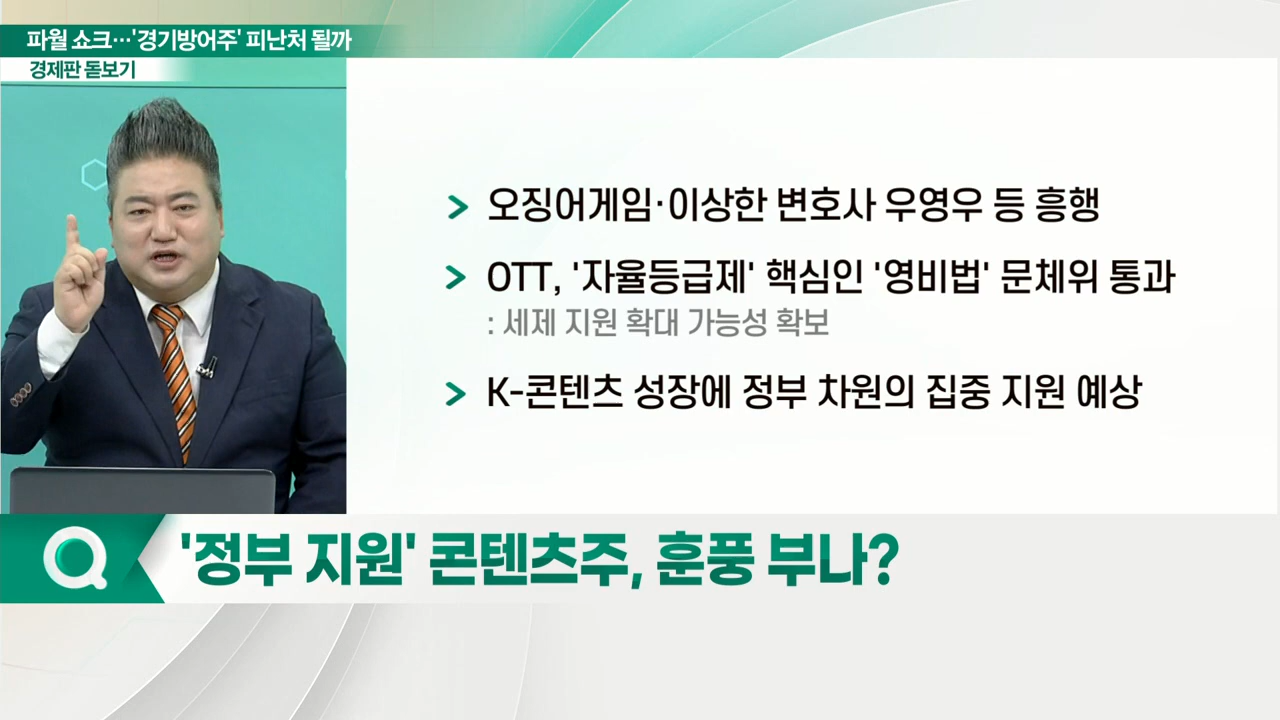 파월 쇼크…'경기방어주' 피난처 될까
경제판 돋보기
> 오징어게임·이상한 변호사 우영우 등 흥행
> OTT, '자율등급제' 핵심인 '영비법' 문체위 통과
: 세제 지원 확대 가능성 확보
> K-콘텐츠 성장에 정부 차원의 집중 지원 예상
'정부 지원' 콘텐츠주, 훈풍 부나?